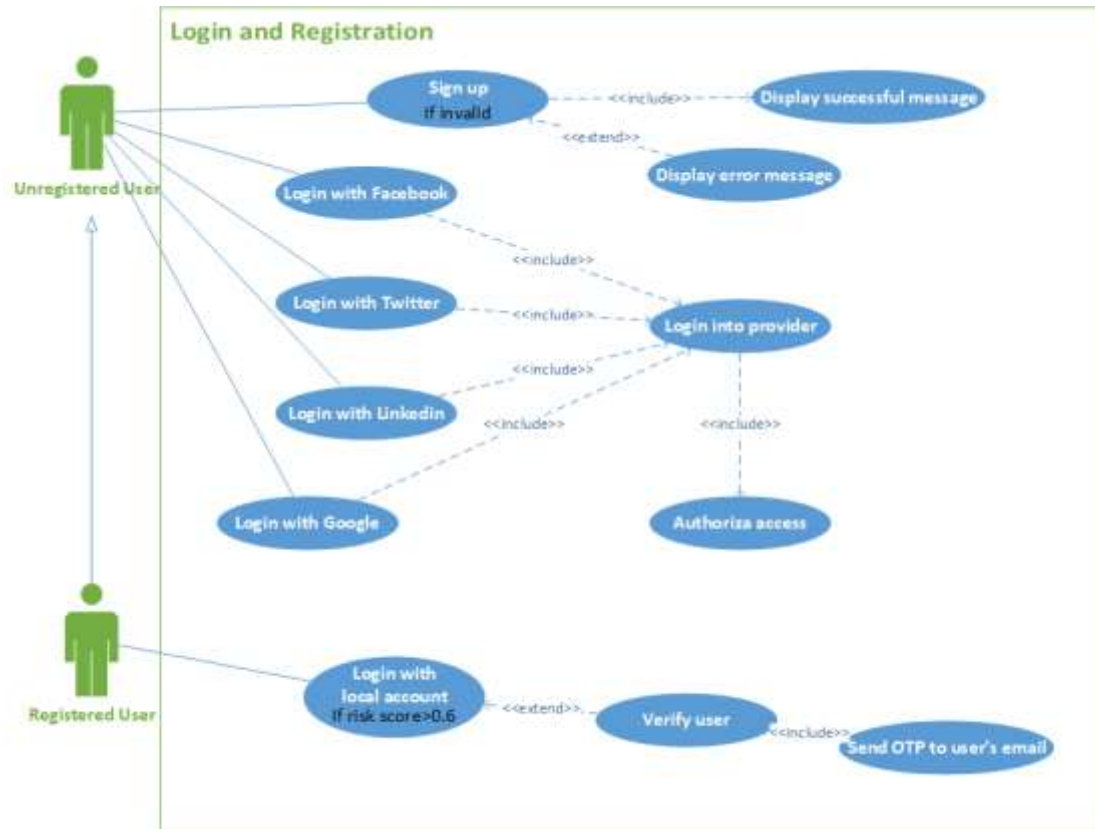 Login and Registration
Sign up
If invalid
<<include>>
Display successful message
<<extend>>
Display error message
Unregistered User
Login with Facebook
<<include>>
Login with Twitter
<<include>>
Login into provider
<<include>>
Login with Linkedin
<<include>>
<<include>>
Login with Google
Authoriza access
Registered User
Login with
local account
If risk score>0.6
<<extend>>
Verify user
<<include>>
Send OTP to user's email